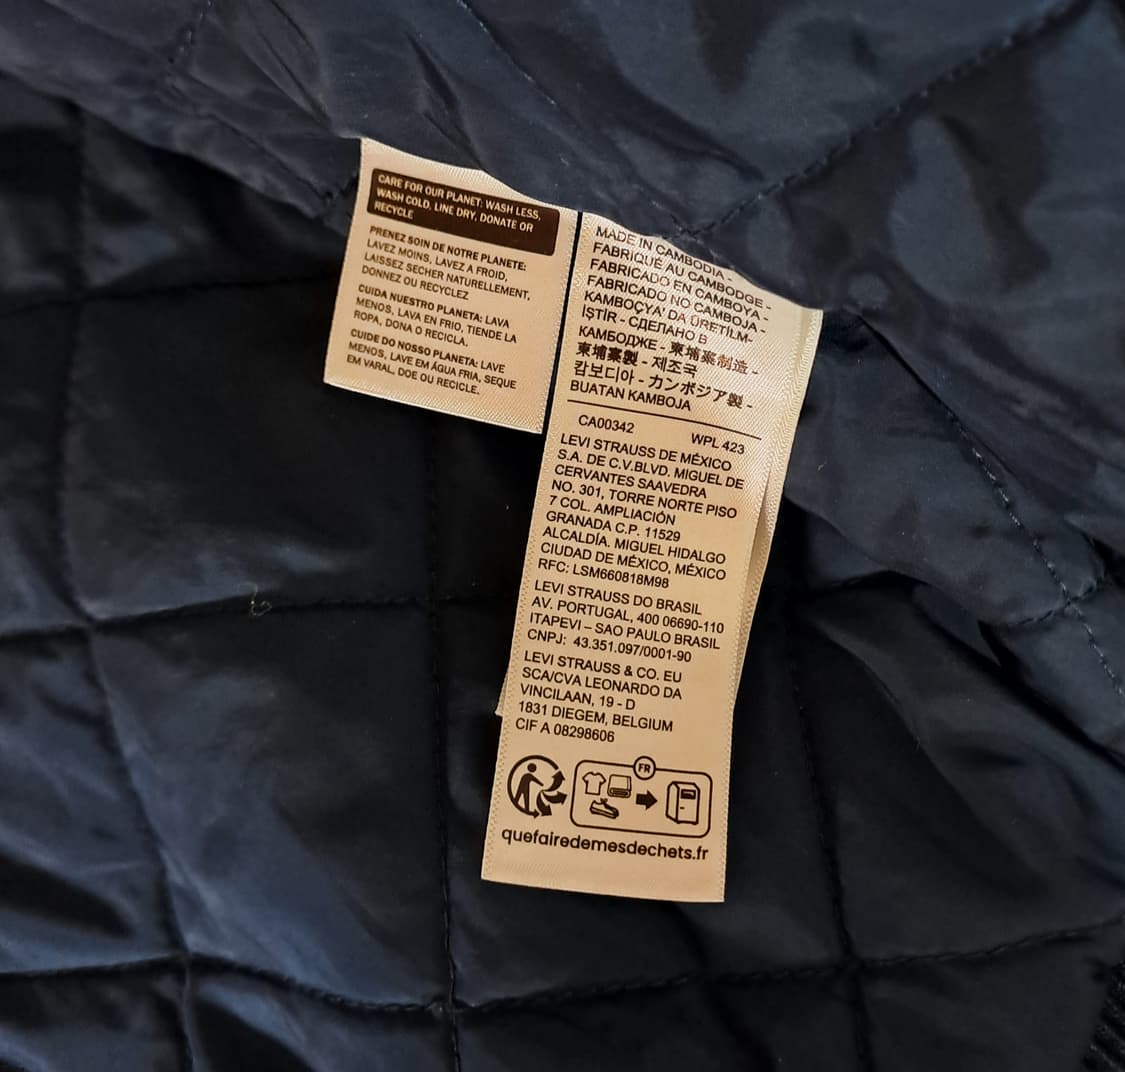 CARE FOR OUR PLANET: WASH LESS,
WASH COLD, LINE DRY, DONATE OR
RECYCLE
PRENEZ SOIN DE NOTRE PLANETE:
LAVEZ MOINS, LAVEZ A FROID,
LAISSEZ SECHER NATURELLEMENT,
DONNEZ OU RECYCLEZ
CUIDA NUESTRO PLANETA: LAVA
MENOS, LAVA EN FRIO, TIENDE LA
ROPA, DONA O RECICLA.
CUIDE DO NOSSO PLANETA: LAVE
MENOS, LAVE EM ÁGUA FRIA, SEQUE
EM VARAL, DOE OU RECICLE.
MADE IN CAMBODIA -
FABRIQUÉ AU CAMBODGE -
FABRICADO EN CAMBOYA -
FABRICADO NO CAMBOJA -
KAMBOÇYA' DA ÜRETİLM-
İŞTİR - СДЕЛАНО В
КАМБОДЖЕ - 柬埔寨制造 -
柬埔寨製 - 제조국
캄보디아 - カンボジア製 -
BUATAN KAMBOJA
CA00342 WPL 423
LEVI STRAUSS DE MÉXICO
S.A. DE C.V.BLVD. MIGUEL DE
CERVANTES SAAVEDRA
NO. 301, TORRE NORTE PISO
7 COL. AMPLIACIÓN
GRANADA C.P. 11529
ALCALDÍA. MIGUEL HIDALGO
CIUDAD DE MÉXICO, MÉXICO
RFC: LSM660818M98
LEVI STRAUSS DO BRASIL
AV. PORTUGAL, 400 06690-110
ITAPEVI – SAO PAULO BRASIL
CNPJ: 43.351.097/0001-90
LEVI STRAUSS & CO. EU
SCA/CVA LEONARDO DA
VINCILAAN, 19 - D
1831 DIEGEM, BELGIUM
CIF A 08298606
FR
quefairedemesdechets.fr